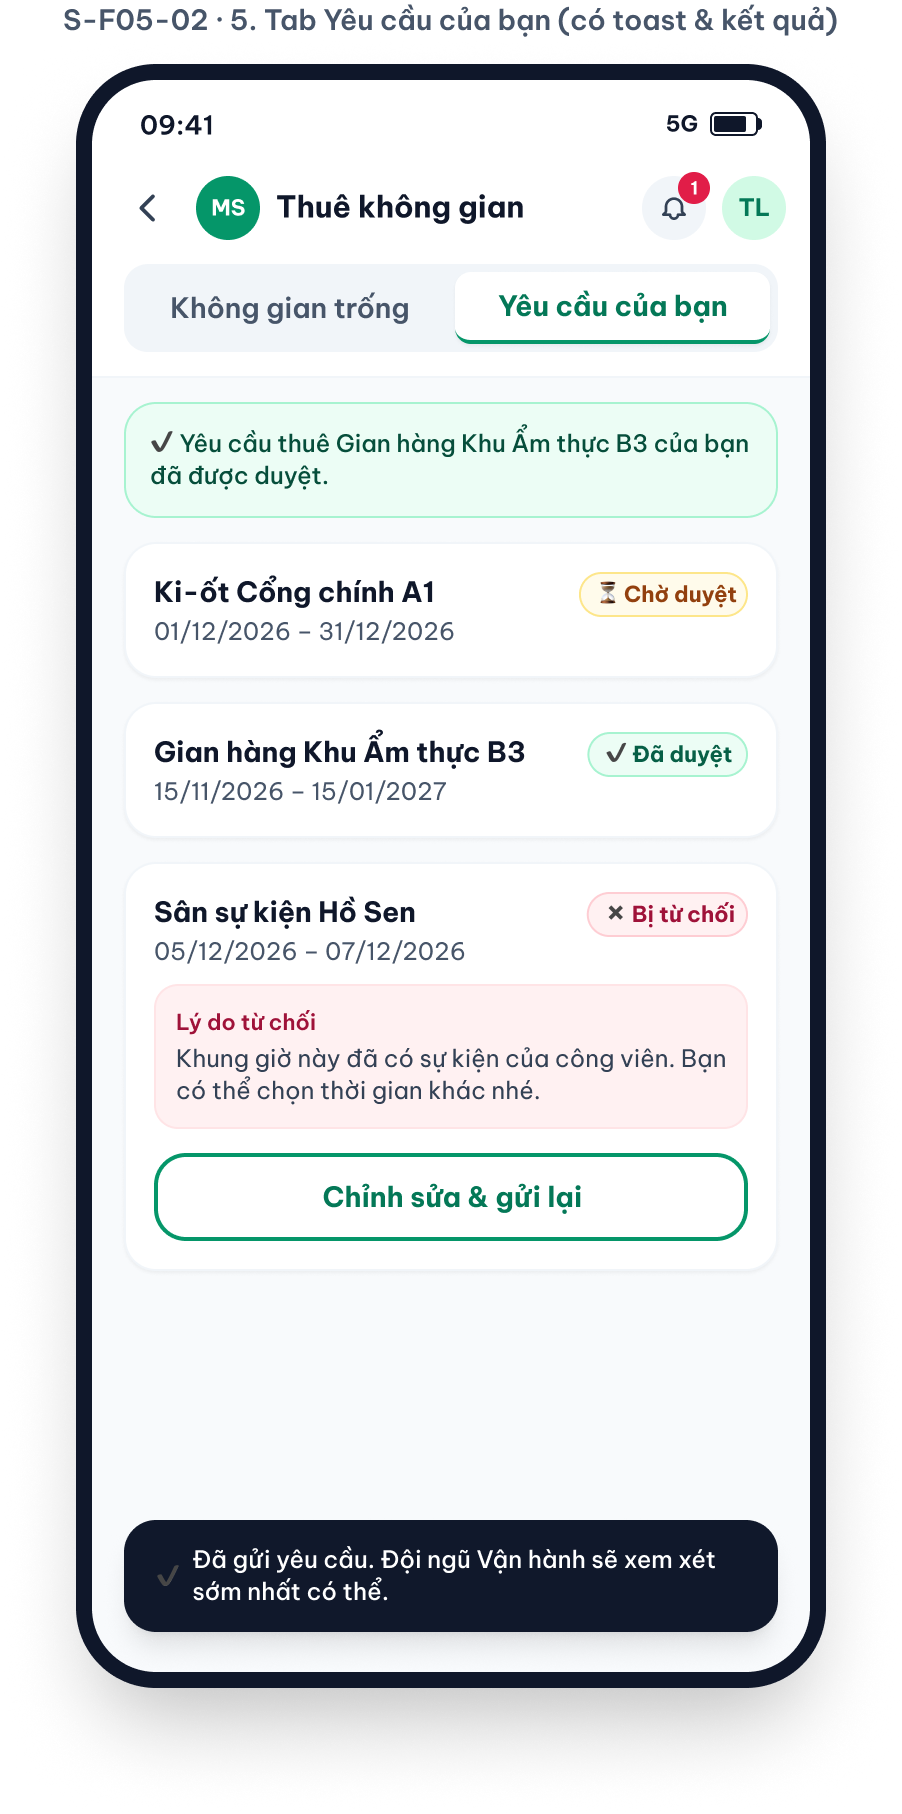 S-F05-02 · 5. Tab Yêu cầu của bạn (có toast & kết quả)
09:41
5G
MS
Thuê không gian
1
TL
Không gian trống
Yêu cầu của bạn
✔ Yêu cầu thuê Gian hàng Khu Ẩm thực B3 của bạn
đã được duyệt.
Ki-ốt Cổng chính A1
⏳ Chờ duyệt
01/12/2026 – 31/12/2026
Gian hàng Khu Ẩm thực B3
✔ Đã duyệt
15/11/2026 – 15/01/2027
Sân sự kiện Hồ Sen
✖ Bị từ chối
05/12/2026 – 07/12/2026
Lý do từ chối
Khung giờ này đã có sự kiện của công viên. Bạn
có thể chọn thời gian khác nhé.
Chỉnh sửa & gửi lại
✔ Đã gửi yêu cầu. Đội ngũ Vận hành sẽ xem xét
sớm nhất có thể.